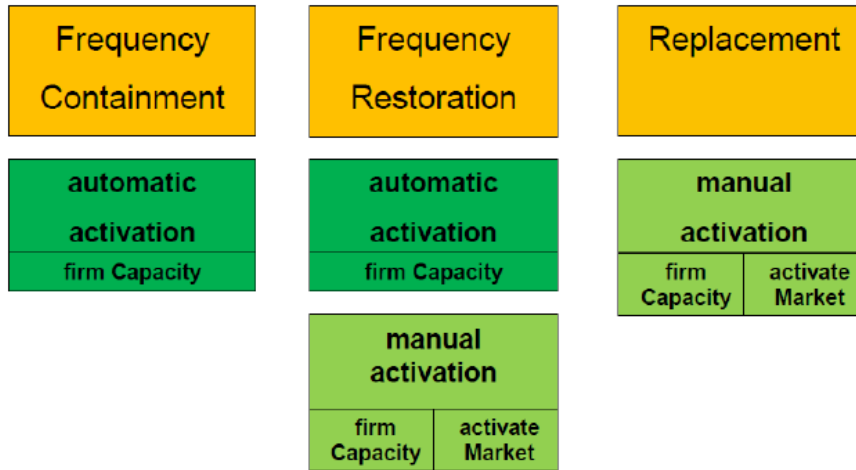 Frequency
Containment
automatic
activation
firm Capacity
Frequency
Restoration
automatic
activation
firm Capacity
manual
activation
firm
Capacity
activate
Market
Replacement
manual
activation
firm
Capacity
activate
Market